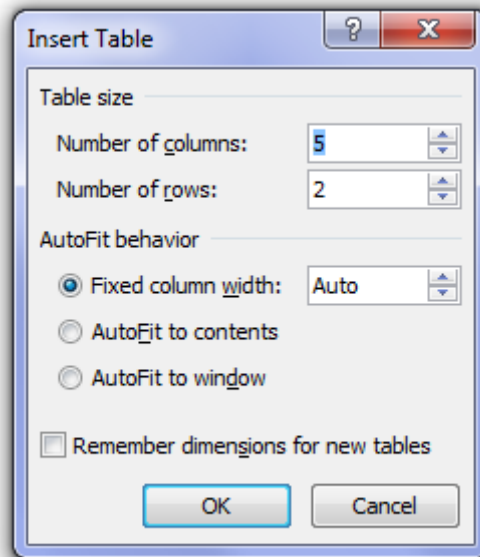 Insert Table
Table size
Number of columns: 5
Number of rows: 2
AutoFit behavior
Fixed column width: Auto
AutoFit to contents
AutoFit to window
Remember dimensions for new tables
OK Cancel